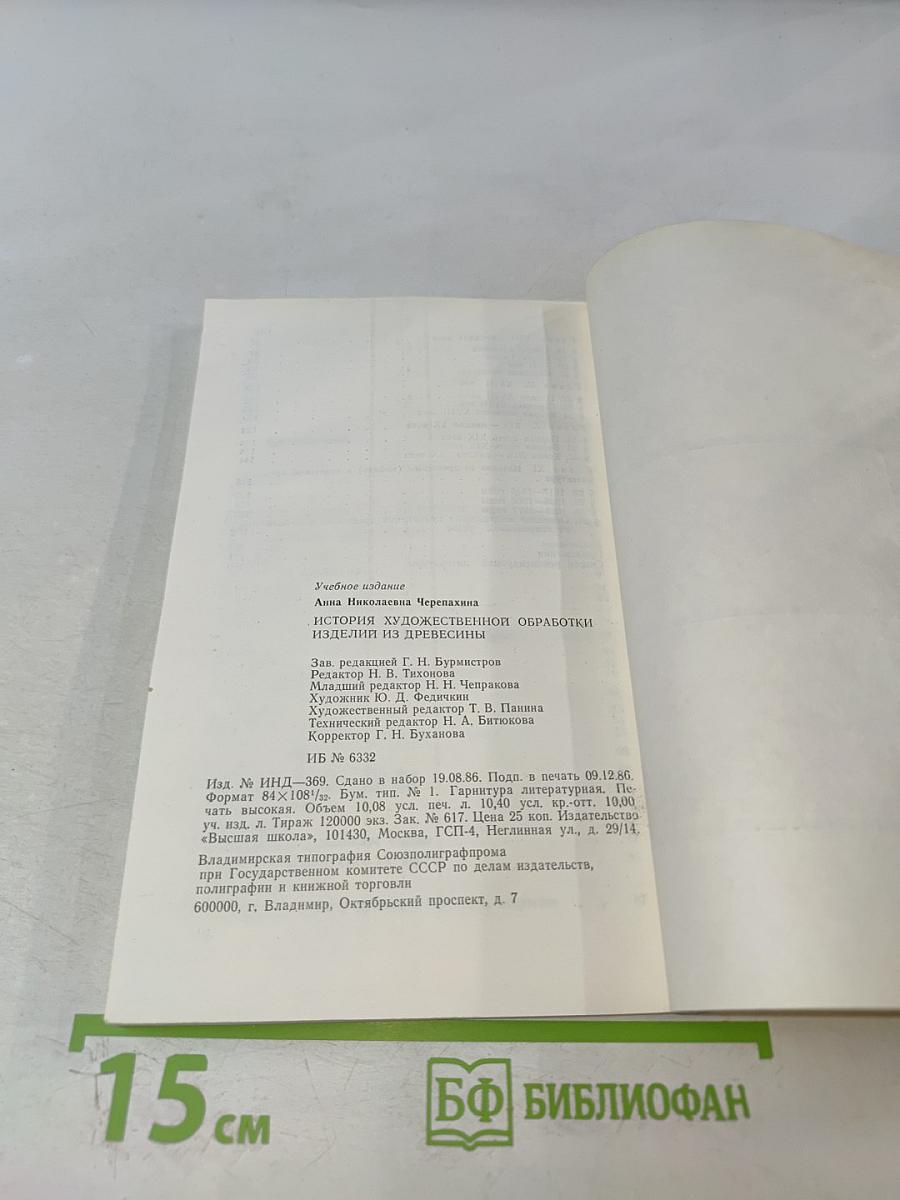 Учебное издание
Анна Николаевна Черепахина
ИСТОРИЯ ХУДОЖЕСТВЕННОЙ ОБРАБОТКИ
ИЗДЕЛИЙ ИЗ ДРЕВЕСИНЫ
Зав. редакцией Г. Н. Бурмистров
Редактор Н. В. Тихонова
Младший редактор Н. Н. Чепракова
Художник Ю. Д. Федичкин
Художественный редактор Т. В. Панина
Технический редактор Н. А. Битюкова
Корректор Г. Н. Буханова
ИБ № 6332
Изд. № ИНД—369. Сдано в набор 19.08.86. Подп. в печать 09.12.86.
Формат 84×108¹/₃₂. Бум. тип. № 1. Гарнитура литературная. Пе-
чать высокая. Объем 10,08 усл. печ. л. 10,40 усл. кр.-отт. 10,00
уч. изд. л. Тираж 120000 экз. Зак. № 617. Цена 25 коп. Издательство
«Высшая школа», 101430, Москва, ГСП-4, Неглинная ул., д. 29/14.
Владимирская типография Союзполиграфпрома
при Государственном комитете СССР по делам издательств,
полиграфии и книжной торговли
600000, г. Владимир, Октябрьский проспект, д. 7
15 см
БФ БИБЛИОФАН